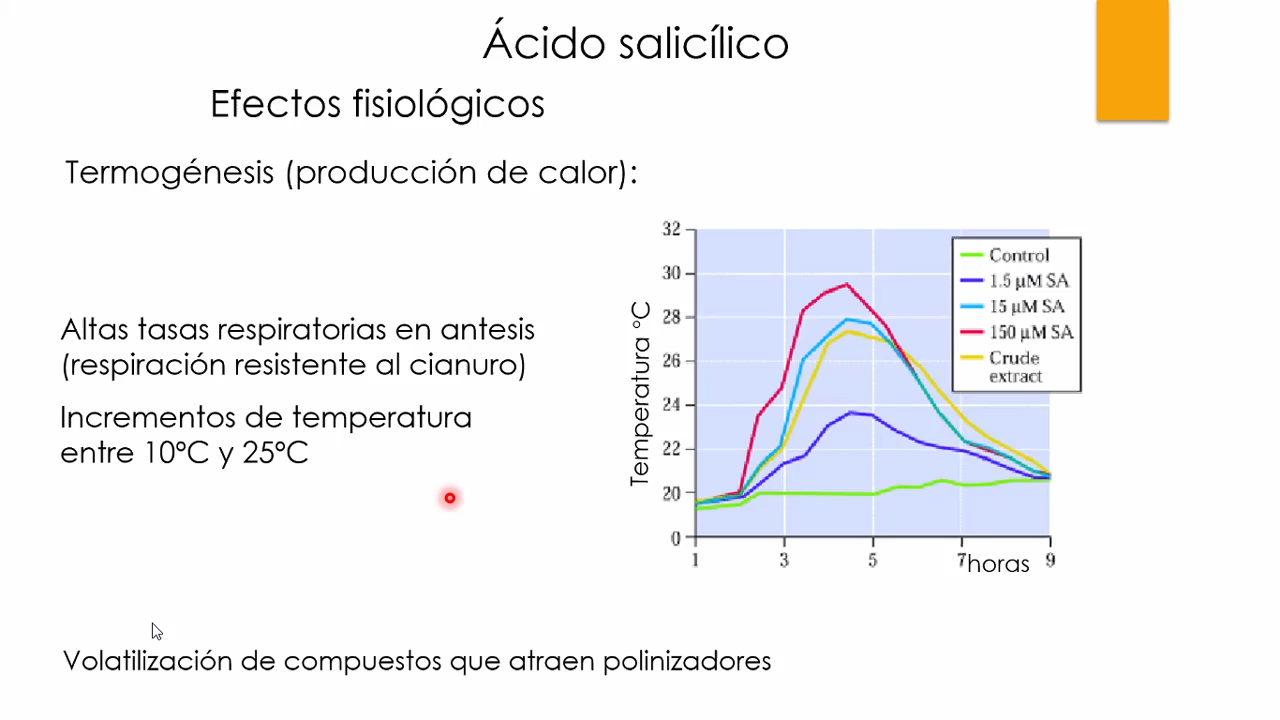 Ácido salicílico
Efectos fisiológicos
Termogénesis (producción de calor):
Altas tasas respiratorias en antesis
(respiración resistente al cianuro)
Incrementos de temperatura
entre 10°C y 25°C
Volatilización de compuestos que atraen polinizadores
Temperatura °C
32
30
28
26
24
22
20
0
1 3 5 7 horas 9
Control
1.5 µM SA
15 µM SA
150 µM SA
Crude
extract